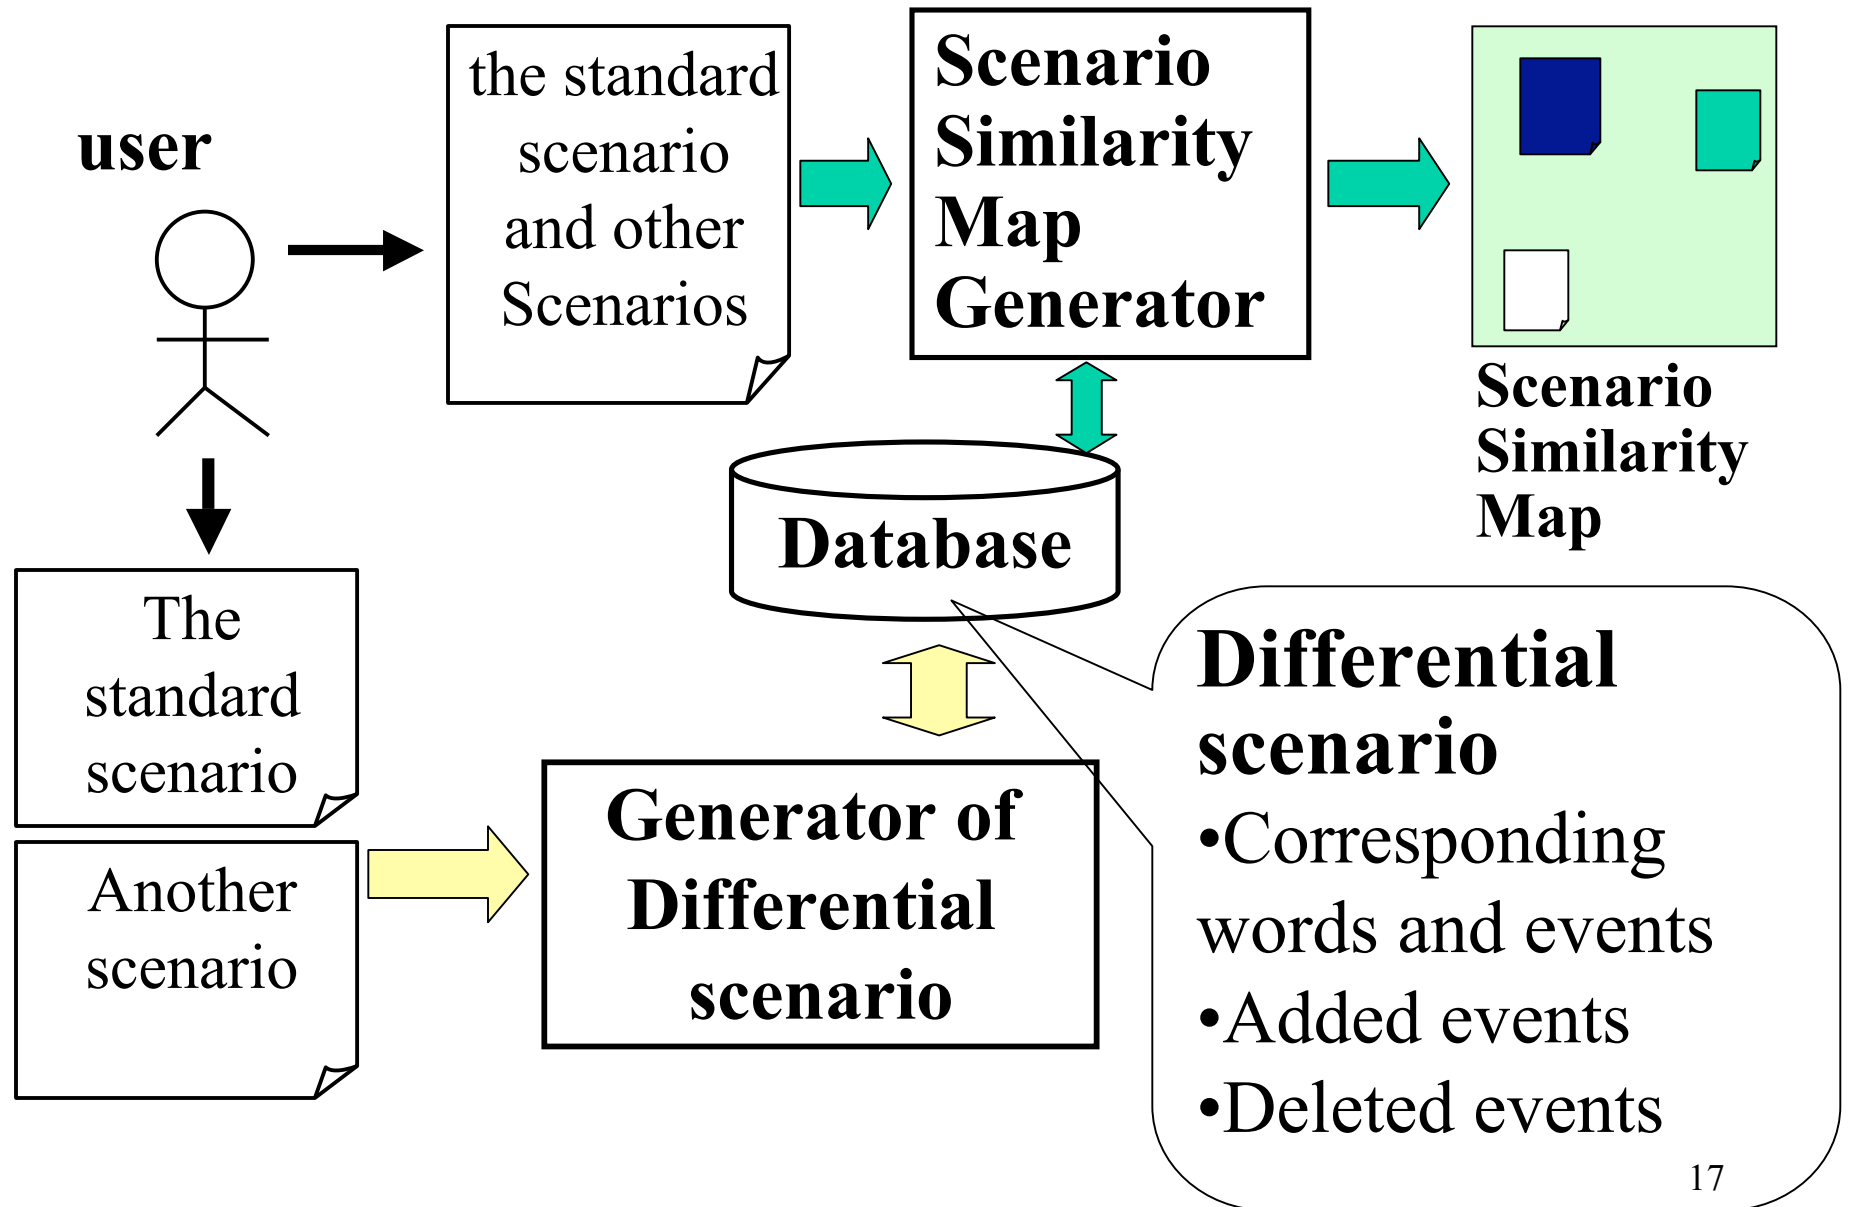 user
the standard
scenario
and other
Scenarios
Scenario
Similarity
Map
Generator
Scenario
Similarity
Map
Database
The
standard
scenario
Another
scenario
Generator of
Differential
scenario
Differential
scenario
•Corresponding
words and events
•Added events
•Deleted events
17